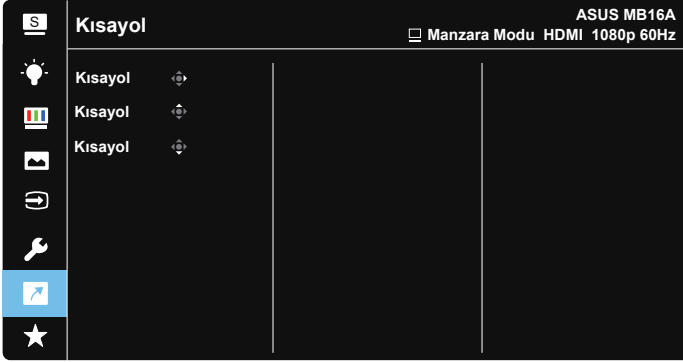 S
Kısayol
ASUS MB16A
Manzara Modu HDMI 1080p 60Hz
Kısayol
Kısayol
Kısayol